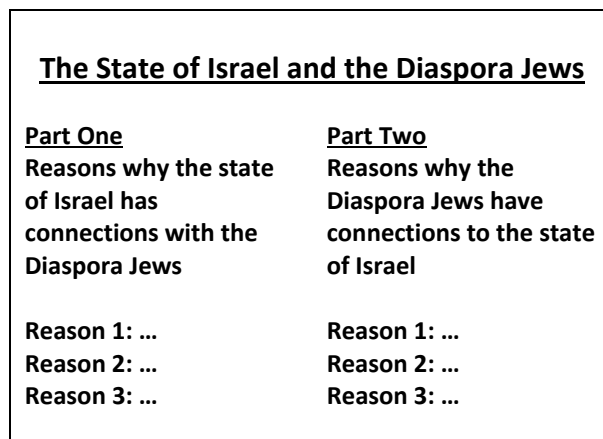 The State of Israel and the Diaspora Jews
Part One
Reasons why the state
of Israel has
connections with the
Diaspora Jews
Reason 1: …
Reason 2: …
Reason 3: …
Part Two
Reasons why the
Diaspora Jews have
connections to the state
of Israel
Reason 1: …
Reason 2: …
Reason 3: …